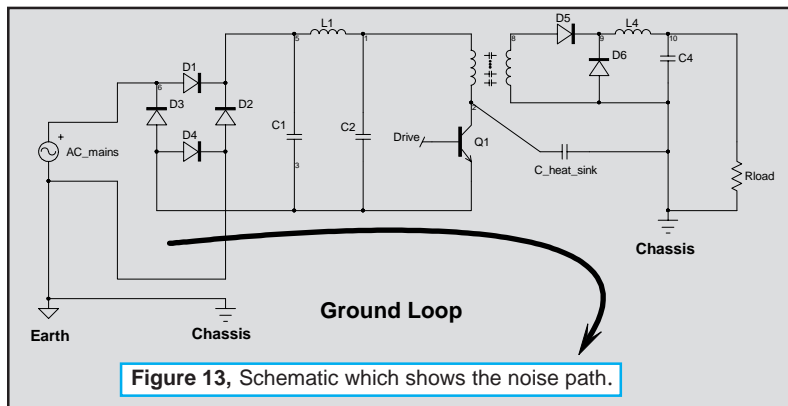 L1
D5
L4
5
1
8
9
10
D1
D6
C4
6
D3
D2
2
+
AC_mains
D4
C1
C2
Drive
Q1
3
C_heat_sink
Rload
Chassis
Ground Loop
Earth
Chassis
Figure 13, Schematic which shows the noise path.